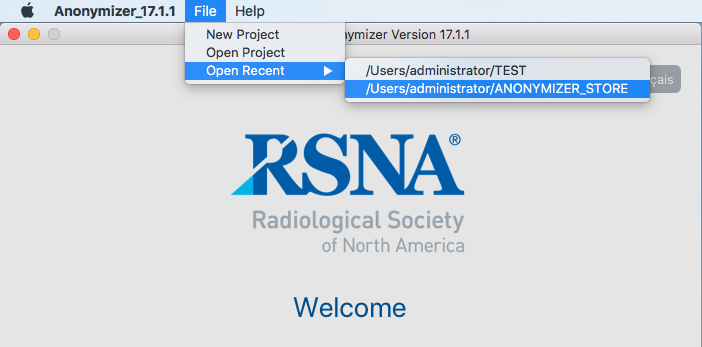 Anonymizer_17.1.1 File Help
New Project
nymizer Version 17.1.1
Open Project
Open Recent
/Users/administrator/TEST
çais
/Users/administrator/ANONYMIZER_STORE
RSNA®
Radiological Society
of North America
Welcome